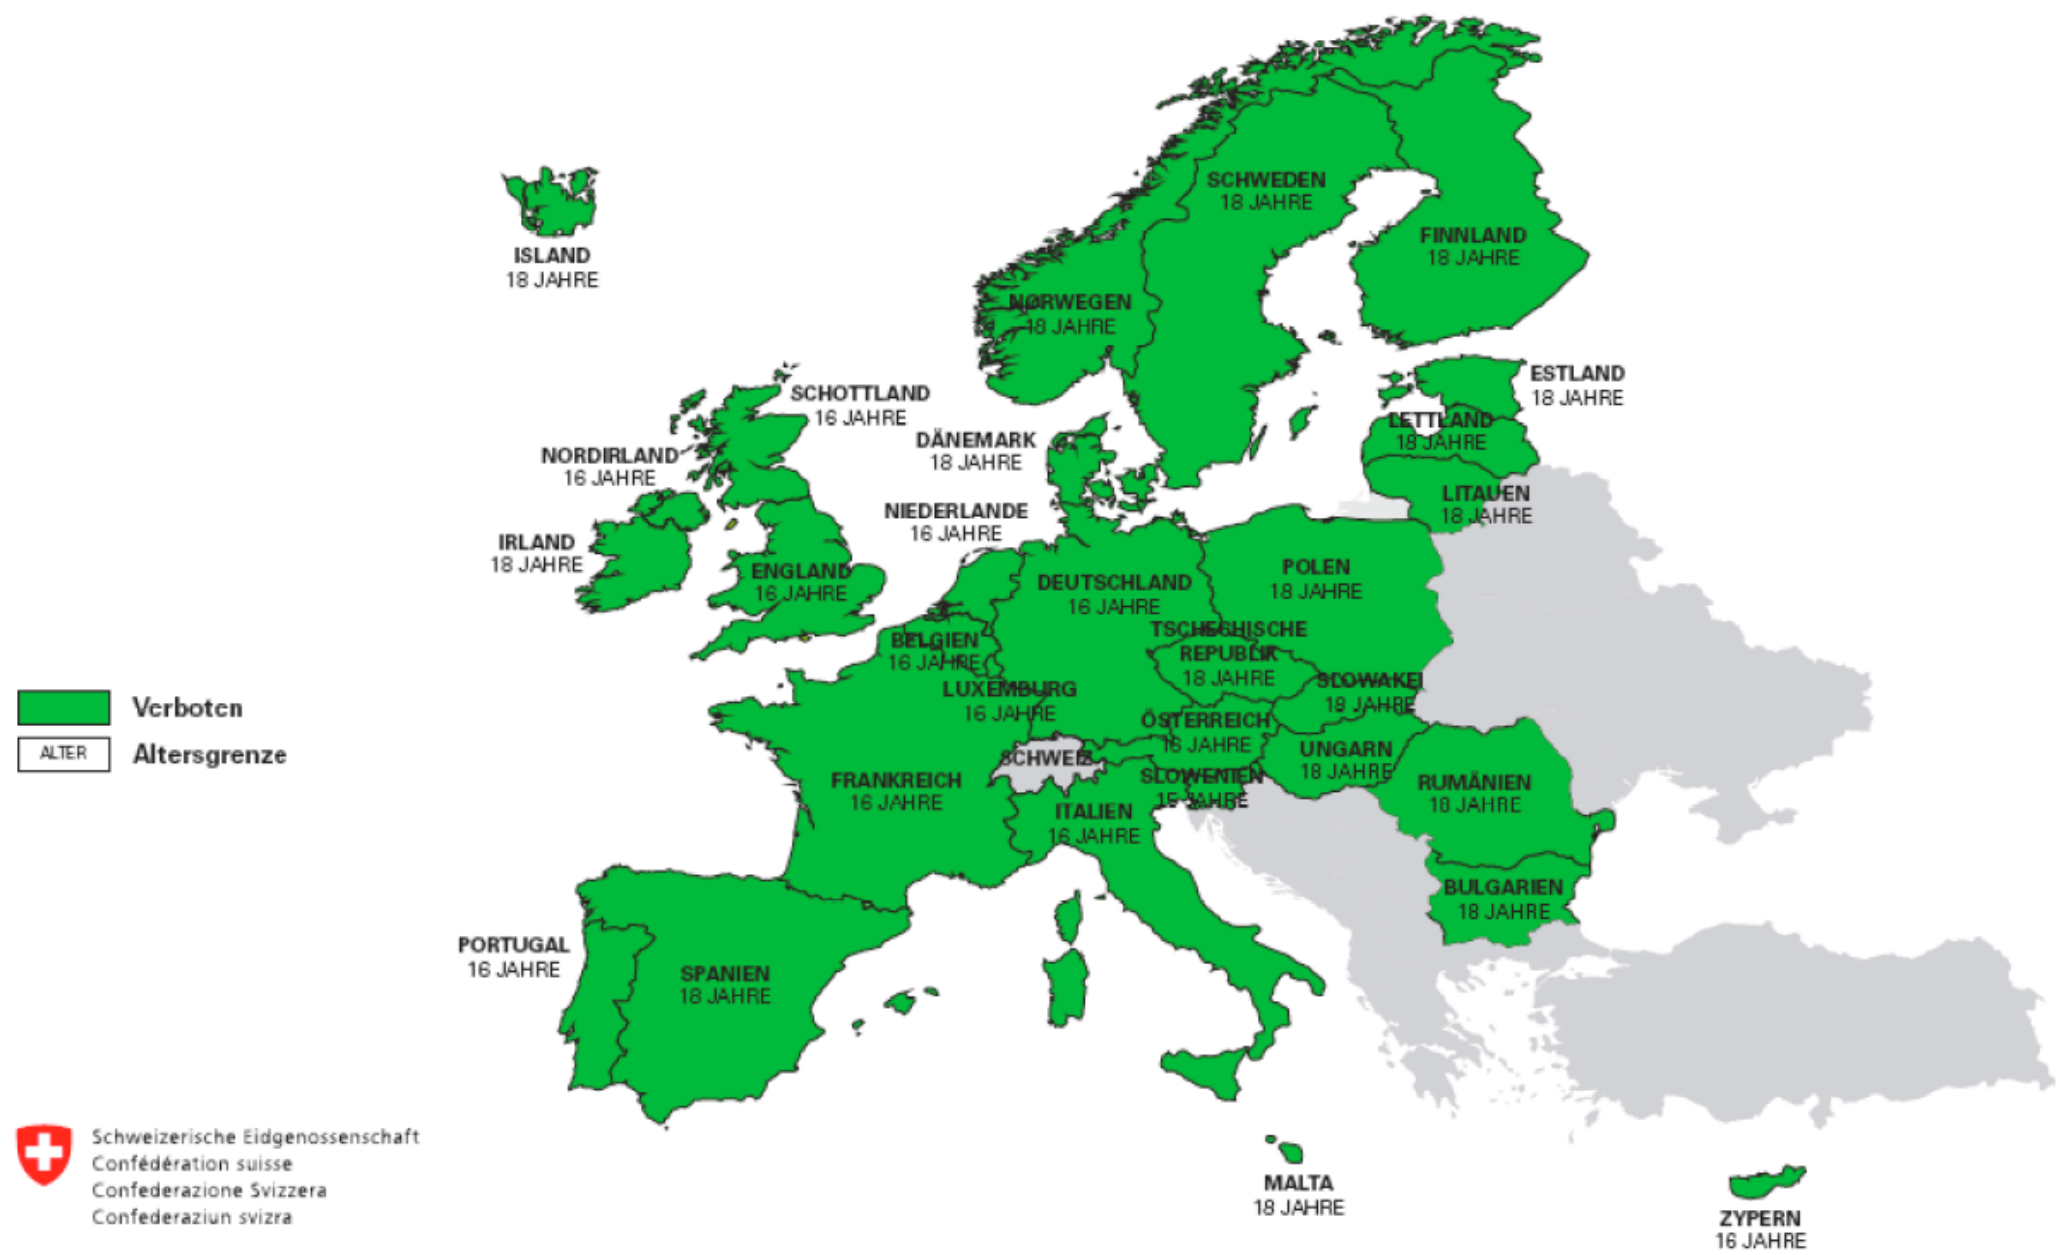 SCHWEDEN
18 JAHRE
FINNLAND
18 JAHRE
ISLAND
18 JAHRE
NORWEGEN
18 JAHRE
ESTLAND
18 JAHRE
SCHOTTLAND
16 JAHRE
LETTLAND
18 JAHRE
DÄNEMARK
18 JAHRE
NORDIRLAND
16 JAHRE
LITAUEN
18 JAHRE
NIEDERLANDE
16 JAHRE
IRLAND
18 JAHRE
ENGLAND
16 JAHRE
DEUTSCHLAND
16 JAHRE
POLEN
18 JAHRE
TSCHECHISCHE
REPUBLIK
18 JAHRE
BELGIEN
16 JAHRE
LUXEMBURG
16 JAHRE
SLOWAKEI
18 JAHRE
ÖSTERREICH
16 JAHRE
UNGARN
18 JAHRE
SCHWEIZ
SLOWENIEN
15 JAHRE
FRANKREICH
16 JAHRE
RUMÄNIEN
18 JAHRE
ITALIEN
16 JAHRE
BULGARIEN
18 JAHRE
PORTUGAL
16 JAHRE
SPANIEN
18 JAHRE
MALTA
18 JAHRE
ZYPERN
16 JAHRE
Verboten
ALTER Altersgrenze
Schweizerische Eidgenossenschaft
Confédération suisse
Confederazione Svizzera
Confederaziun svizra